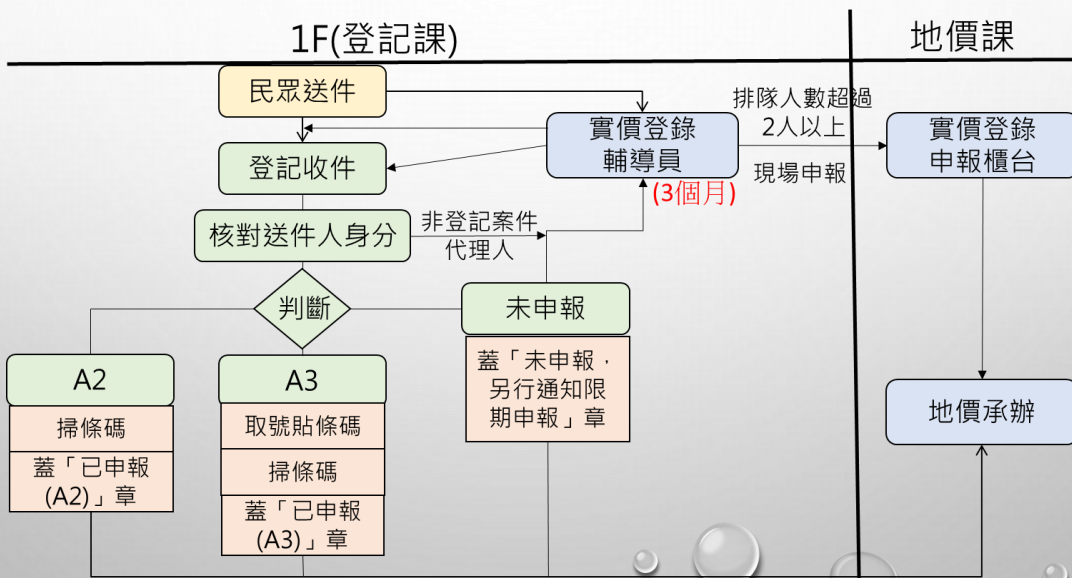 1F(登記課)
地價課
民眾送件
實價登錄
輔導員
(3個月)
排隊人數超過
2人以上
現場申報
實價登錄
申報櫃台
登記收件
核對送件人身分
非登記案件
代理人
判斷
未申報
蓋「未申報，
另行通知限
期申報」章
A2
掃條碼
蓋「已申報
(A2)」章
A3
取號貼條碼
掃條碼
蓋「已申報
(A3)」章
地價承辦